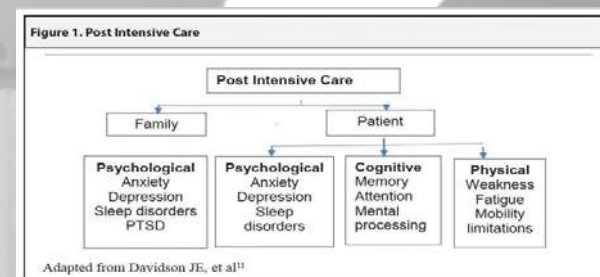 Figure 1. Post Intensive Care
Post Intensive Care
Family
Patient
Psychological
Anxiety
Depression
Sleep disorders
PTSD
Psychological
Anxiety
Depression
Sleep
disorders
Cognitive
Memory
Attention
Mental
processing
Physical
Weakness
Fatigue
Mobility
limitations
Adapted from Davidson JE, et al¹¹